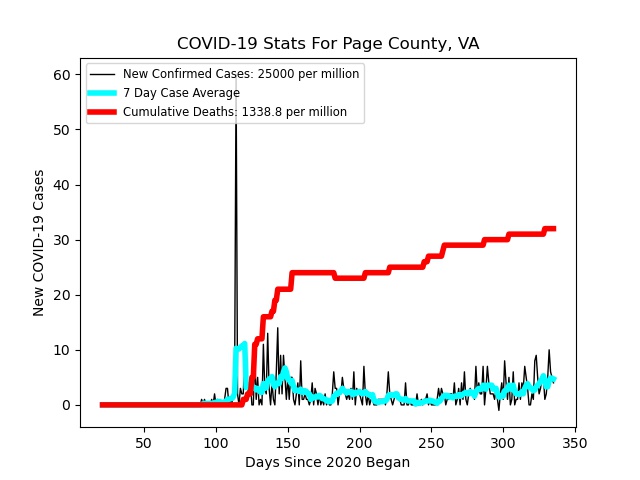 COVID-19 Stats For Page County, VA
New Confirmed Cases: 25000 per million
7 Day Case Average
Cumulative Deaths: 1338.8 per million
New COVID-19 Cases
60
50
40
30
20
10
0
50 100 150 200 250 300 350
Days Since 2020 Began